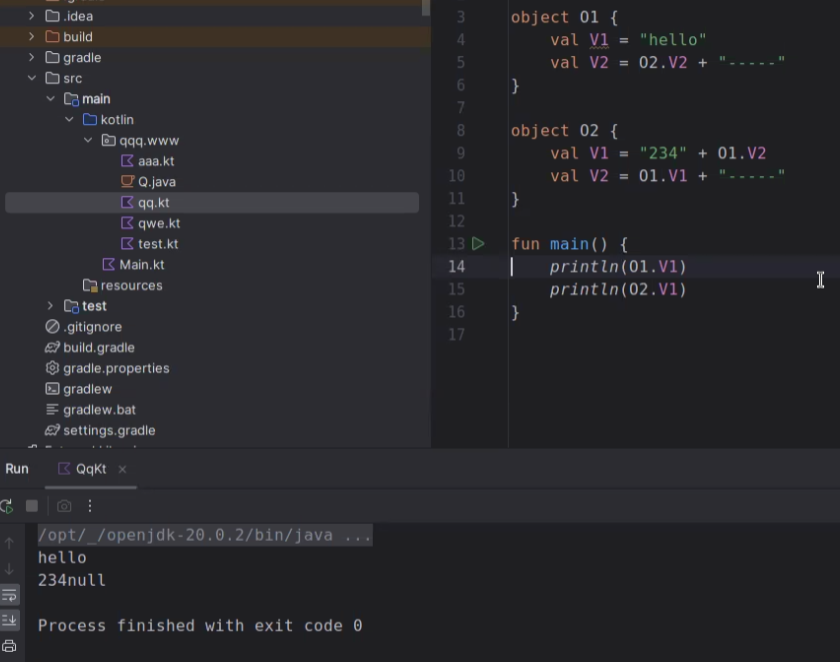 .idea
build
gradle
src
main
kotlin
qqq.www
aaa.kt
Q.java
qq.kt
qwe.kt
test.kt
Main.kt
resources
test
.gitignore
build.gradle
gradle.properties
gradlew
gradlew.bat
settings.gradle
3 object O1 {
4 val V1 = "hello"
5 val V2 = O2.V2 + "-----"
6 }
7
8 object O2 {
9 val V1 = "234" + O1.V2
10 val V2 = O1.V1 + "-----"
11 }
12
13 fun main() {
14 println(O1.V1)
15 println(O2.V1)
16 }
17
Run QqKt
/opt/_/openjdk-20.0.2/bin/java ...
hello
234null
Process finished with exit code 0